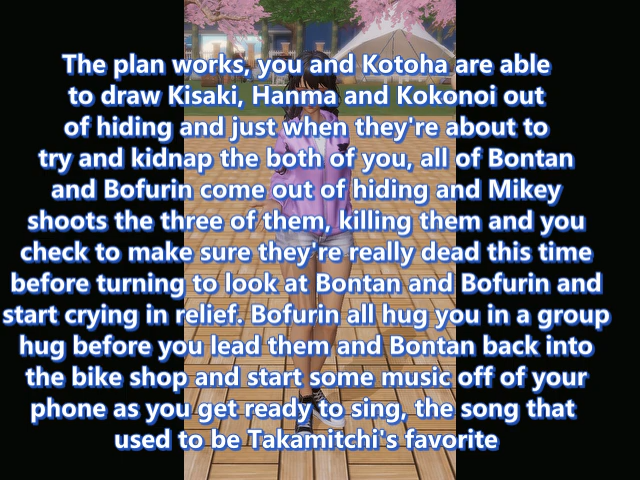 The plan works, you and Kotoha are able
to draw Kisaki, Hanma and Kokonoi out
of hiding and just when they're about to
try and kidnap the both of you, all of Bontan
and Bofurin come out of hiding and Mikey
shoots the three of them, killing them and you
check to make sure they're really dead this time
before turning to look at Bontan and Bofurin and
start crying in relief. Bofurin all hug you in a group
hug before you lead them and Bontan back into
the bike shop and start some music off of your
phone as you get ready to sing, the song that
used to be Takamitchi's favorite